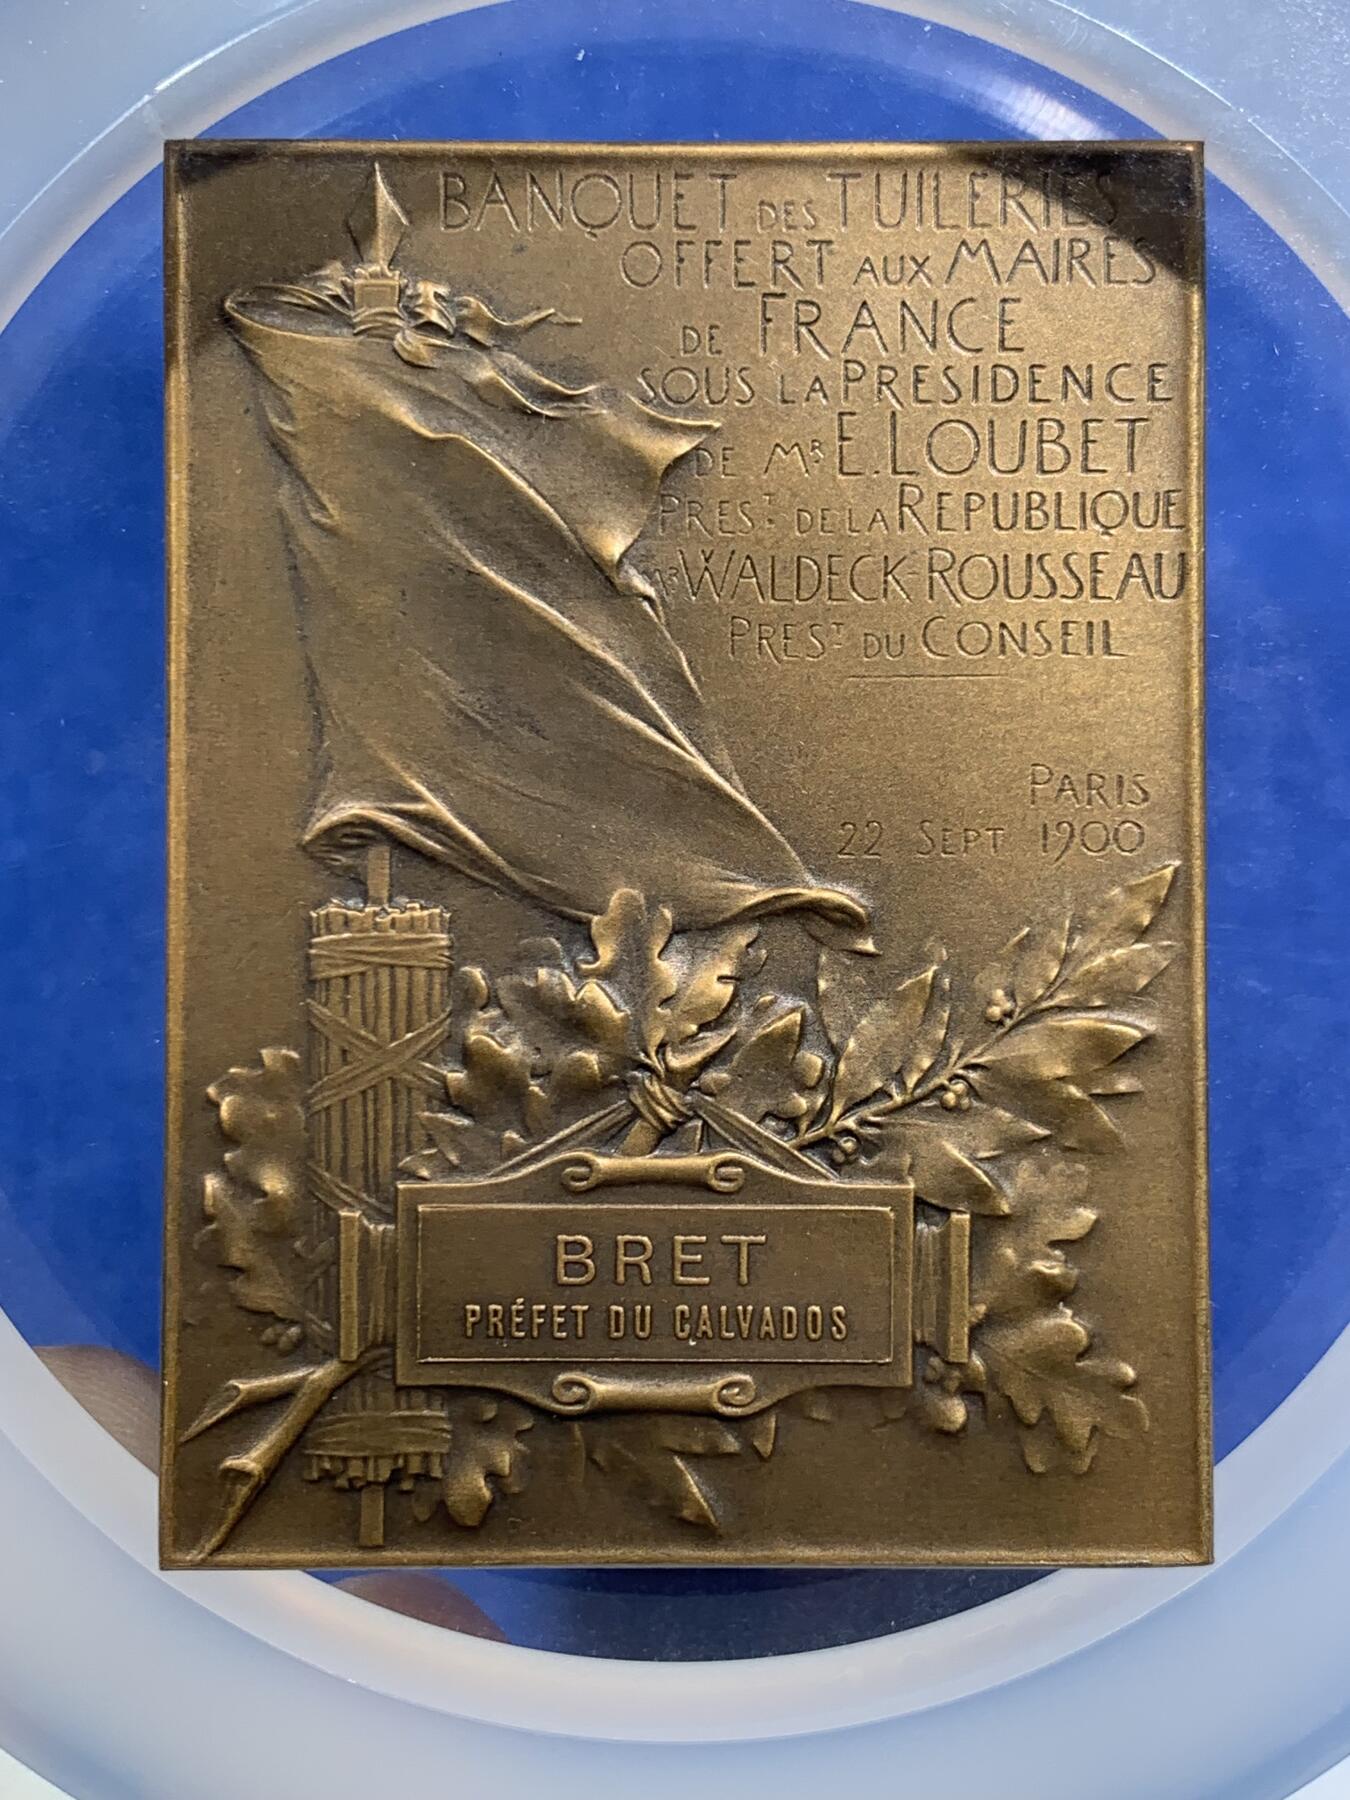 BANQUET DES TUILERIES
OFFERT AUX MAIRES
DE FRANCE
SOUS LA PRESIDENCE
DE MR E. LOUBET
PREST. DE LA REPUBLIQUE
MR WALDECK-ROUSSEAU
PREST. DU CONSEIL
PARIS
22 SEPT 1900
BRET
PRÉFET DU CALVADOS